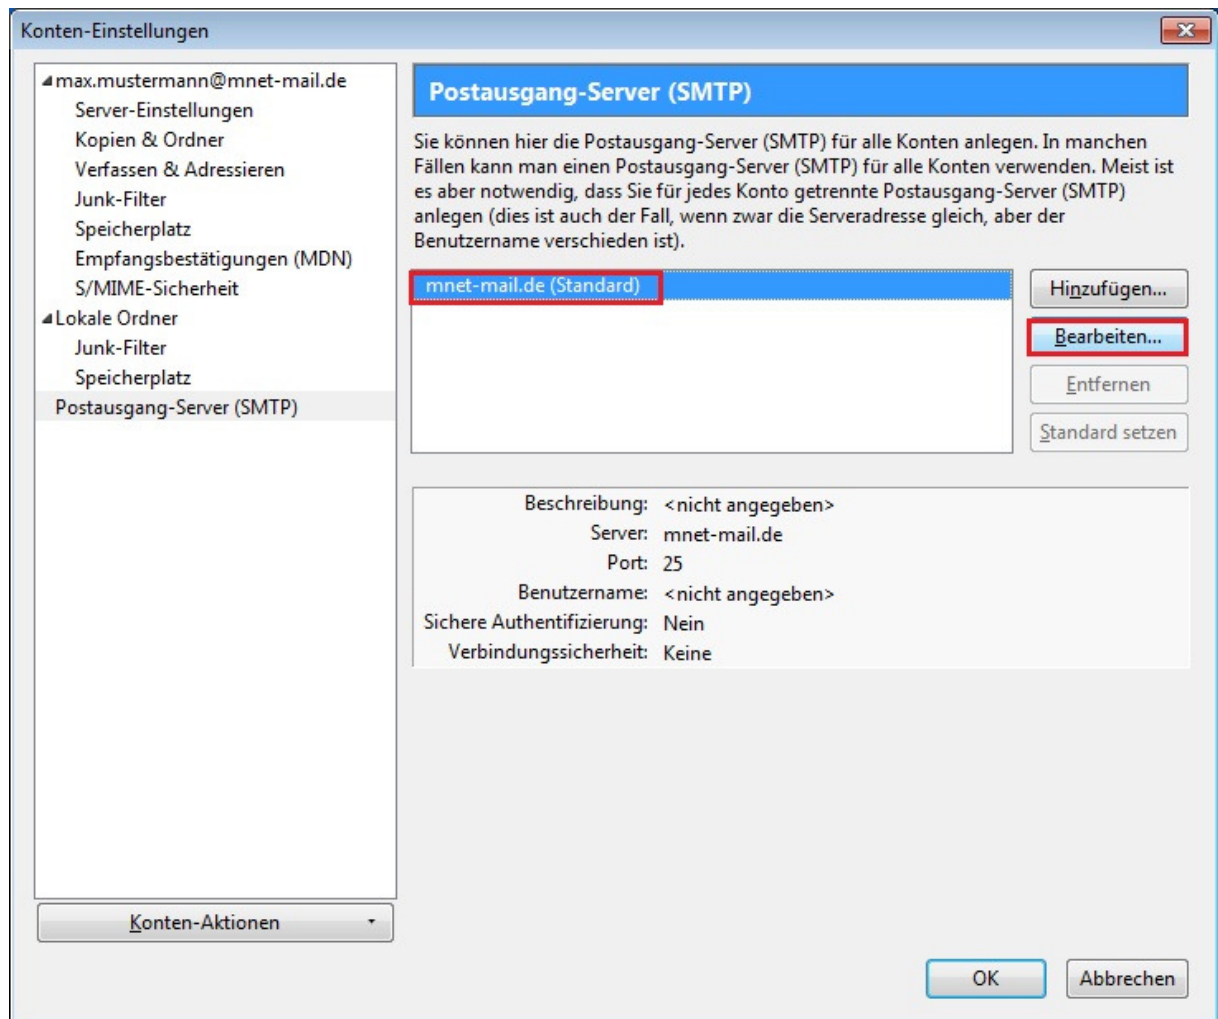 Konten-Einstellungen
max.mustermann@mnet-mail.de
Server-Einstellungen
Kopien & Ordner
Verfassen & Adressieren
Junk-Filter
Speicherplatz
Empfangsbestätigungen (MDN)
S/MIME-Sicherheit
Lokale Ordner
Junk-Filter
Speicherplatz
Postausgang-Server (SMTP)
Konten-Aktionen
Postausgang-Server (SMTP)
Sie können hier die Postausgang-Server (SMTP) für alle Konten anlegen. In manchen
Fällen kann man einen Postausgang-Server (SMTP) für alle Konten verwenden. Meist ist
es aber notwendig, dass Sie für jedes Konto getrennte Postausgang-Server (SMTP)
anlegen (dies ist auch der Fall, wenn zwar die Serveradresse gleich, aber der
Benutzername verschieden ist).
mnet-mail.de (Standard)
Hinzufügen...
Bearbeiten...
Entfernen
Standard setzen
Beschreibung: <nicht angegeben>
Server: mnet-mail.de
Port: 25
Benutzername: <nicht angegeben>
Sichere Authentifizierung: Nein
Verbindungssicherheit: Keine
OK
Abbrechen